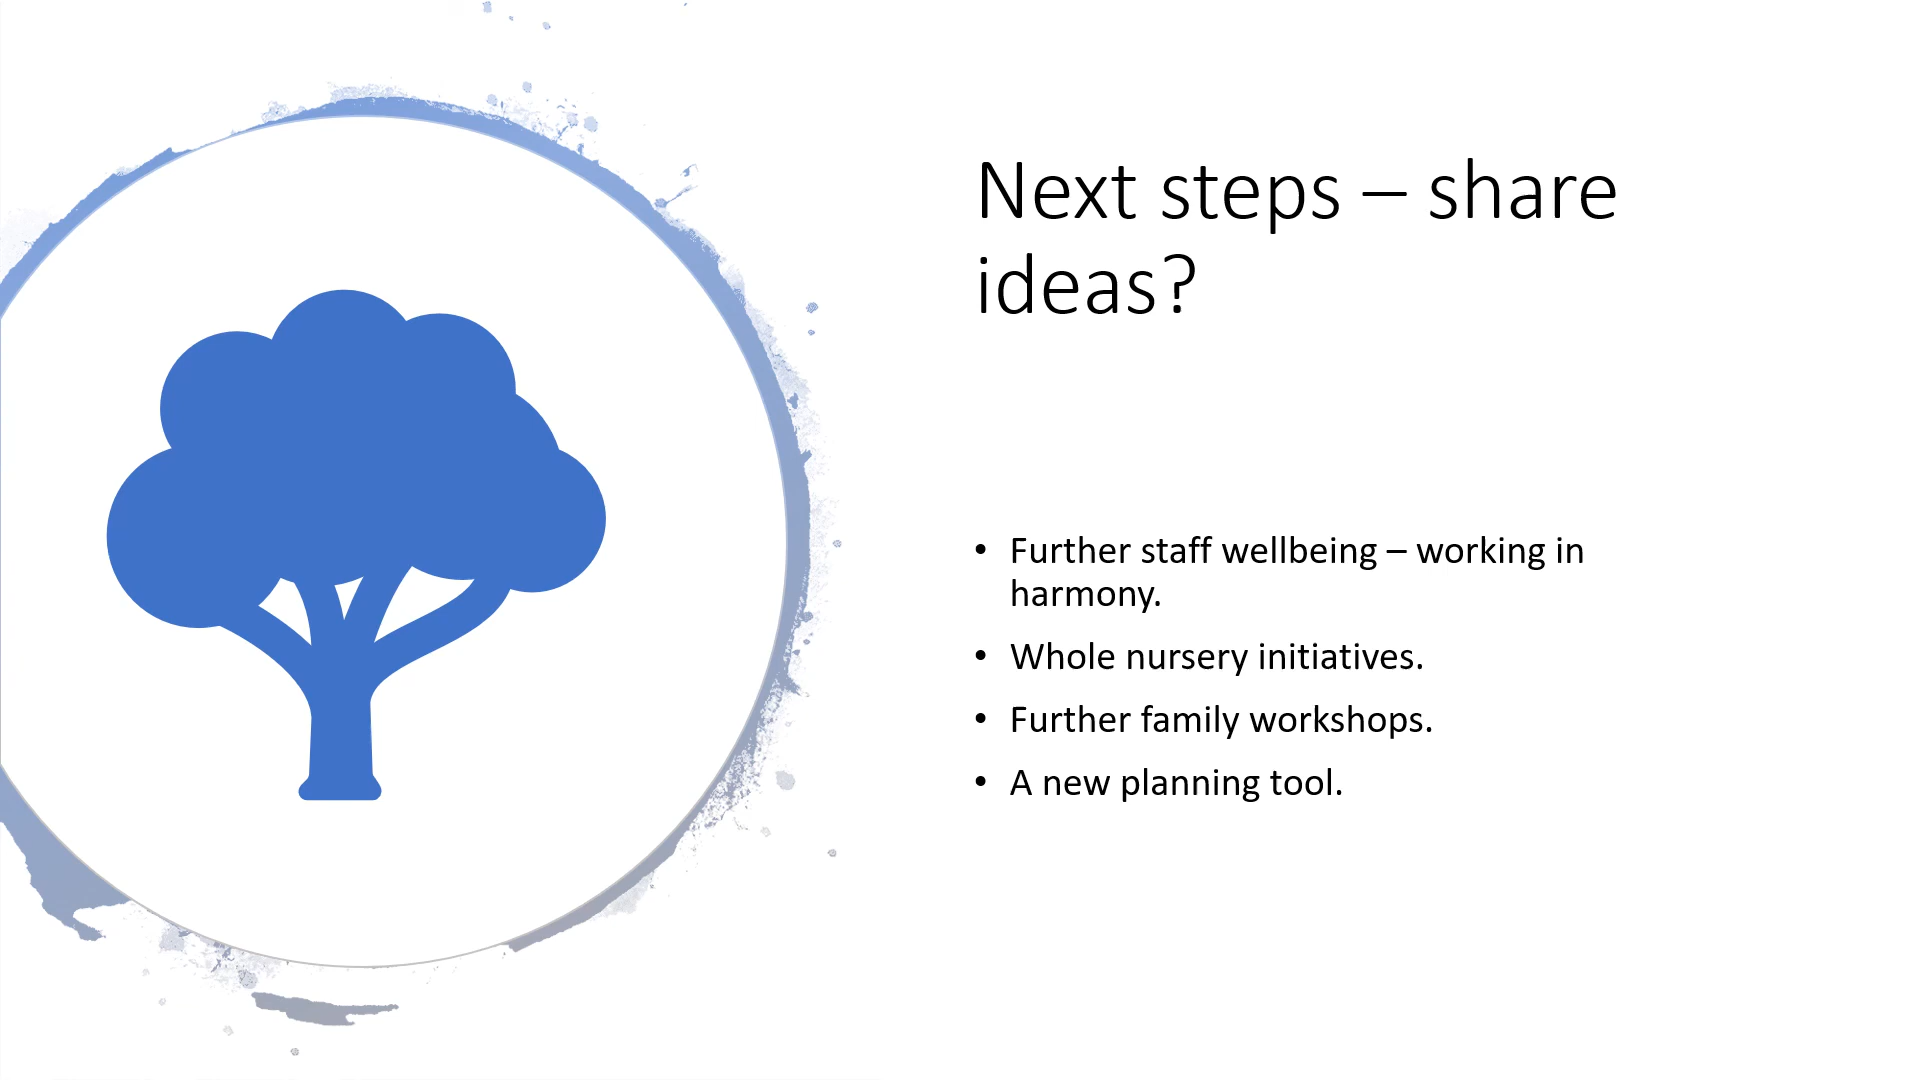 Next steps – share
ideas?
• Further staff wellbeing – working in
harmony.
• Whole nursery initiatives.
• Further family workshops.
• A new planning tool.